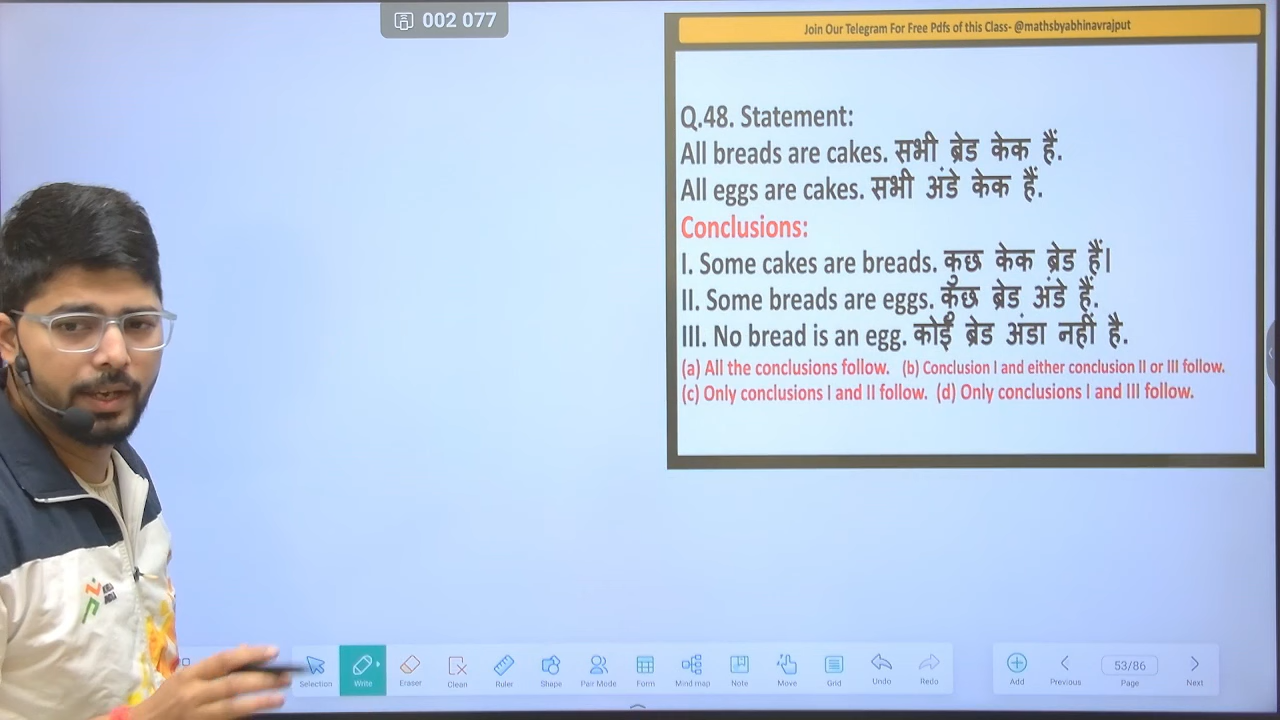 002 077
Join Our Telegram For Free Pdfs of this Class- @mathsbyabhinavrajput
Q.48. Statement:
All breads are cakes. सभी ब्रेड केक हैं.
All eggs are cakes. सभी अंडे केक हैं.
Conclusions:
I. Some cakes are breads. कुछ केक ब्रेड हैं।
II. Some breads are eggs. कुछ ब्रेड अंडे हैं.
III. No bread is an egg. कोई ब्रेड अंडा नहीं है.
(a) All the conclusions follow. (b) Conclusion I and either conclusion II or III follow.
(c) Only conclusions I and II follow. (d) Only conclusions I and III follow.
Selection Write Eraser Clean Ruler Shape Pair Mode Form Mind map Note Move Grid Undo Redo
Add Previous 53/86 Page Next